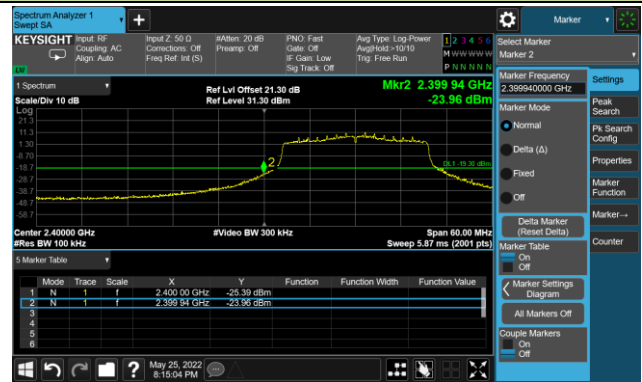 Spectrum Analyzer 1
Swept SA
+
Marker
KEYSIGHT
LW
Input: RF
Coupling: AC
Align: Auto
Input Z: 50 Ω
Corrections: Off
Freq Ref: Int (S)
#Atten: 20 dB
Preamp: Off
PNO: Fast
Gate: Off
IF Gain: Low
Sig Track: Off
Avg Type: Log-Power
Avg|Hold:>10/10
Trig: Free Run
1 2 3 4 5 6
M W W W W W
P N N N N N
Select Marker
Marker 2
1 Spectrum
Scale/Div 10 dB
Log
Ref Lvl Offset 21.30 dB
Ref Level 31.30 dBm
Mkr2 2.399 94 GHz
-23.96 dBm
21.3
11.3
1.30
-8.70
-18.7
-28.7
-38.7
-48.7
-58.7
2
DL1 -19.30 dBm
Center 2.40000 GHz
#Res BW 100 kHz
#Video BW 300 kHz
Span 60.00 MHz
Sweep 5.87 ms (2001 pts)
5 Marker Table
Mode Trace Scale X Y Function Function Width Function Value
1 N 1 f 2.400 00 GHz -25.39 dBm
2 N 1 f 2.399 94 GHz -23.96 dBm
3
4
5
6
Marker Frequency
2.399940000 GHz
Marker Mode
Normal
Delta (Δ)
Fixed
Off
Delta Marker
(Reset Delta)
Marker Table
On
Off
Marker Settings
Diagram
All Markers Off
Couple Markers
On
Off
Settings
Peak
Search
Pk Search
Config
Properties
Marker
Function
Marker→
Counter
?
May 25, 2022
8:15:04 PM